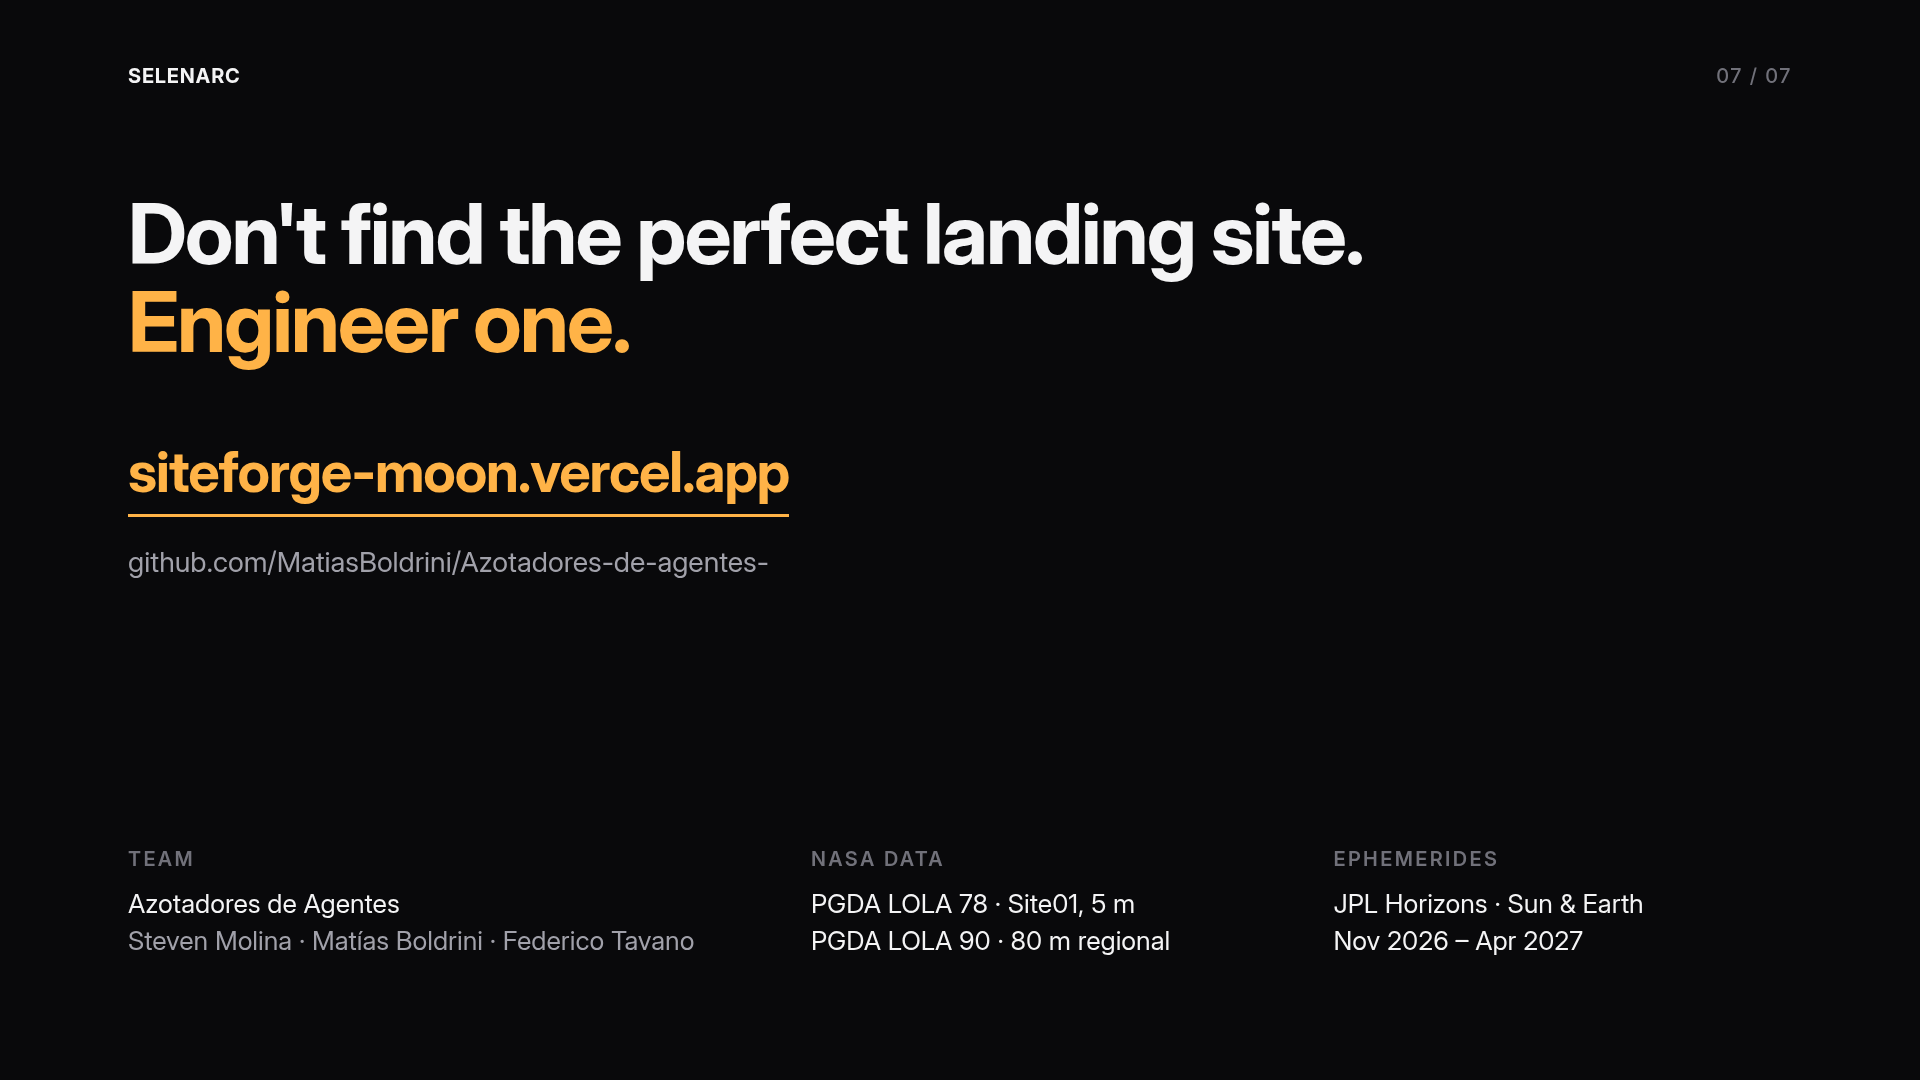 SELENARC
07 / 07
Don't find the perfect landing site.
Engineer one.
siteforge-moon.vercel.app
github.com/MatiasBoldrini/Azotadores-de-agentes-
TEAM
Azotadores de Agentes
Steven Molina · Matías Boldrini · Federico Tavano
NASA DATA
PGDA LOLA 78 · Site01, 5 m
PGDA LOLA 90 · 80 m regional
EPHEMERIDES
JPL Horizons · Sun & Earth
Nov 2026 – Apr 2027